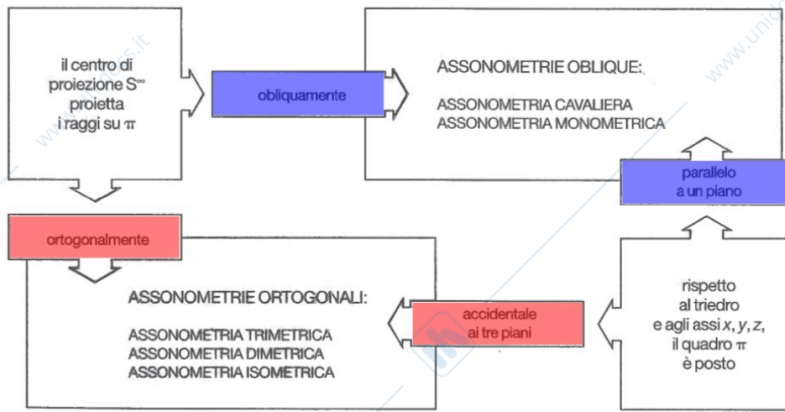 il centro di
proiezione S∞
proietta
i raggi su π
obliquamente
ASSONOMETRIE OBLIQUE:
ASSONOMETRIA CAVALIERA
ASSONOMETRIA MONOMETRICA
parallelo
a un piano
ortogonalmente
ASSONOMETRIE ORTOGONALI:
ASSONOMETRIA TRIMETRICA
ASSONOMETRIA DIMETRICA
ASSONOMETRIA ISOMETRICA
accidentale
ai tre piani
rispetto
al triedro
e agli assi x, y, z,
il quadro π
è posto